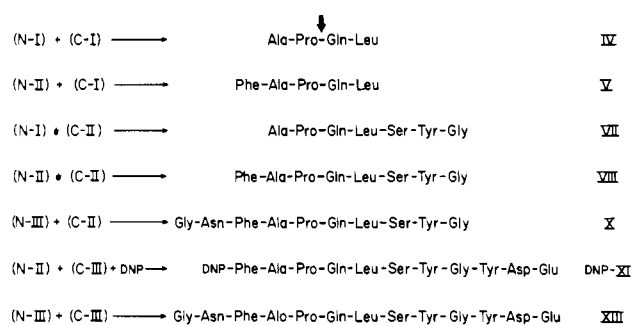 (N-I) + (C-I) ⟶ Ala-Pro-Gln-Leu IV
(N-II) + (C-I) ⟶ Phe-Ala-Pro-Gln-Leu V
(N-I) + (C-II) ⟶ Ala-Pro-Gln-Leu-Ser-Tyr-Gly VII
(N-II) + (C-II) ⟶ Phe-Ala-Pro-Gln-Leu-Ser-Tyr-Gly VIII
(N-III) + (C-II) ⟶ Gly-Asn-Phe-Ala-Pro-Gln-Leu-Ser-Tyr-Gly X
(N-II) + (C-III) + DNP ⟶ DNP-Phe-Ala-Pro-Gln-Leu-Ser-Tyr-Gly-Tyr-Asp-Glu DNP-XI
(N-III) + (C-III) ⟶ Gly-Asn-Phe-Ala-Pro-Gln-Leu-Ser-Tyr-Gly-Tyr-Asp-Glu XIII